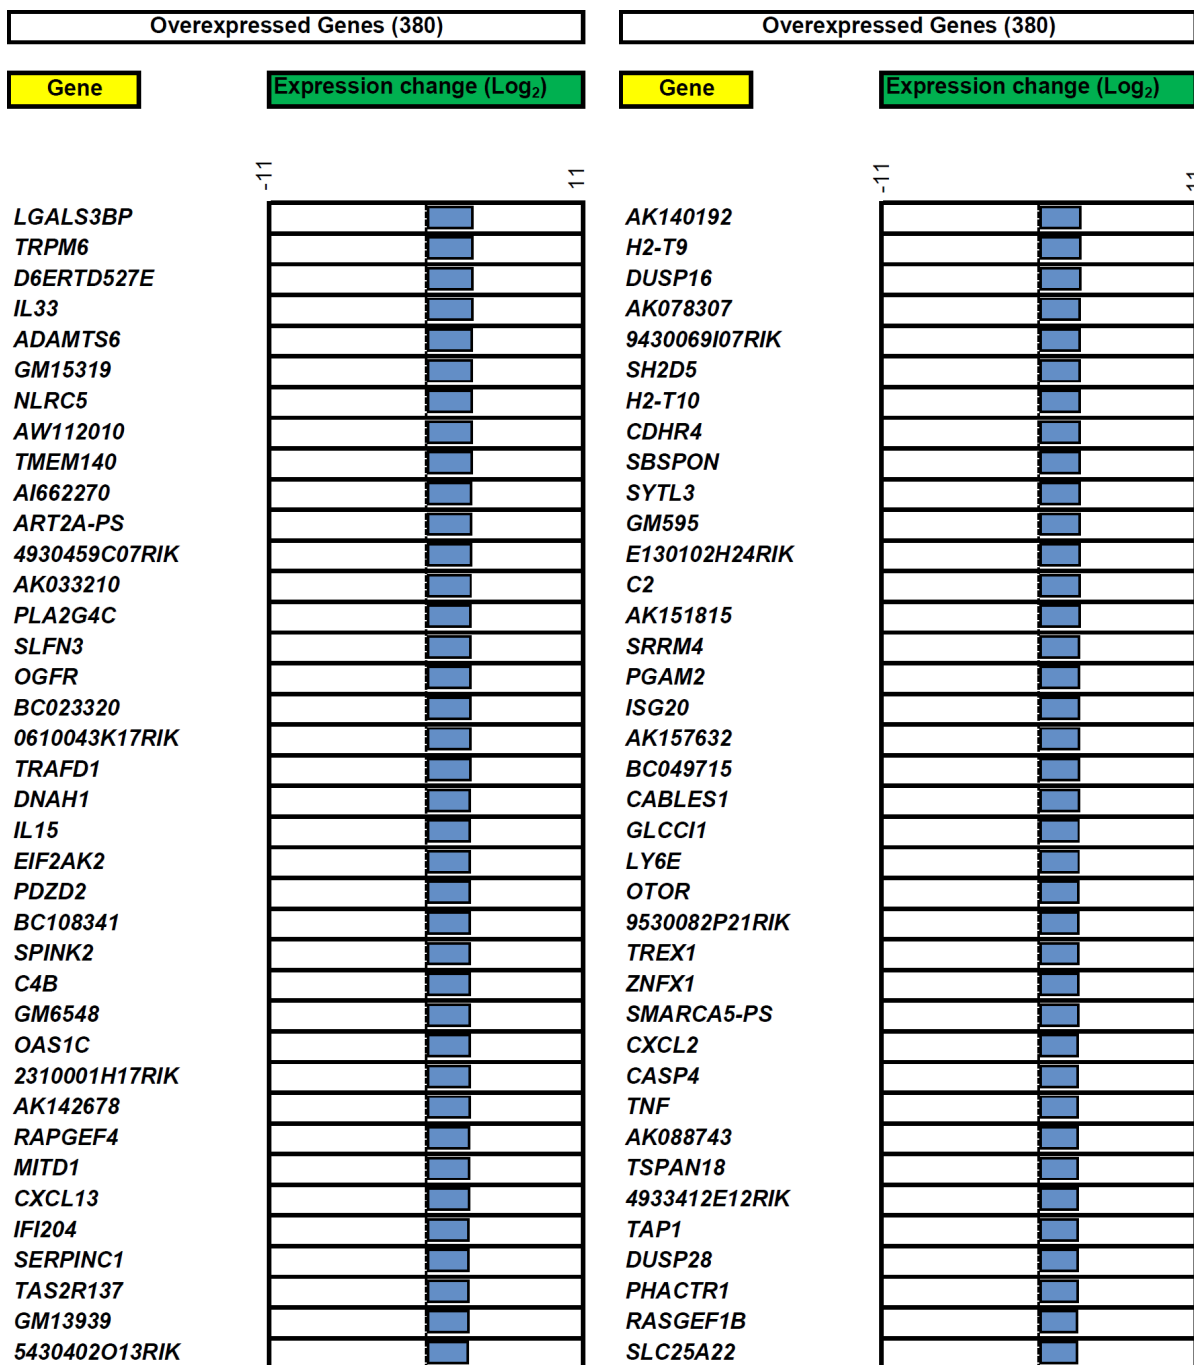 Overexpressed Genes (380)
Gene Expression change (Log2)
-11 11
LGALS3BP
TRPM6
D6ERTD527E
IL33
ADAMTS6
GM15319
NLRC5
AW112010
TMEM140
AI662270
ART2A-PS
4930459C07RIK
AK033210
PLA2G4C
SLFN3
OGFR
BC023320
0610043K17RIK
TRAFD1
DNAH1
IL15
EIF2AK2
PDZD2
BC108341
SPINK2
C4B
GM6548
OAS1C
2310001H17RIK
AK142678
RAPGEF4
MITD1
CXCL13
IFI204
SERPINC1
TAS2R137
GM13939
5430402O13RIK
Overexpressed Genes (380)
Gene Expression change (Log2)
-11 11
AK140192
H2-T9
DUSP16
AK078307
9430069I07RIK
SH2D5
H2-T10
CDHR4
SBSPON
SYTL3
GM595
E130102H24RIK
C2
AK151815
SRRM4
PGAM2
ISG20
AK157632
BC049715
CABLES1
GLCCI1
LY6E
OTOR
9530082P21RIK
TREX1
ZNFX1
SMARCA5-PS
CXCL2
CASP4
TNF
AK088743
TSPAN18
4933412E12RIK
TAP1
DUSP28
PHACTR1
RASGEF1B
SLC25A22